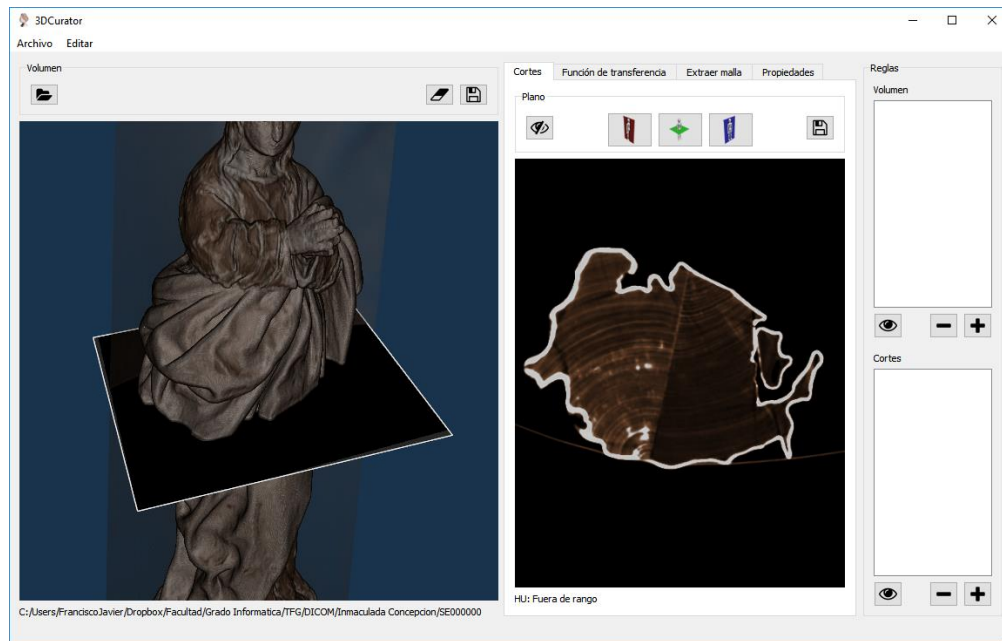 3DCurator
Archivo Editar
Volumen
Cortes Función de transferencia Extraer malla Propiedades
Plano
Reglas
Volumen
Cortes
HU: Fuera de rango
C:/Users/FranciscoJavier/Dropbox/Facultad/Grado Informatica/TFG/DICOM/Inmaculada Concepcion/SE000000